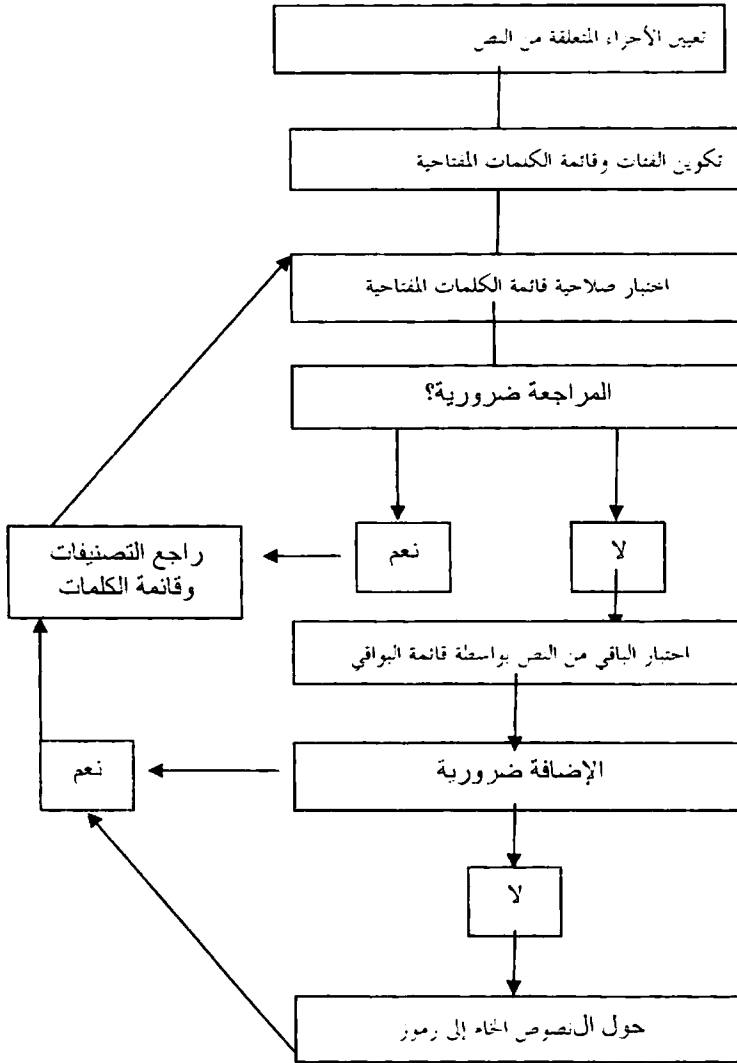 تعيين الأجزاء المتعلقة من النص
تكوين الفئات وقائمة الكلمات المفتاحية
اختبار صلاحية قائمة الكلمات المفتاحية
المراجعة ضرورية؟
نعم
لا
راجع التصنيفات
وقائمة الكلمات
اختبار الباقي من النص بواسطة قائمة البواقي
الإضافة ضرورية
نعم
لا
حول النصوص الخام إلى رموز